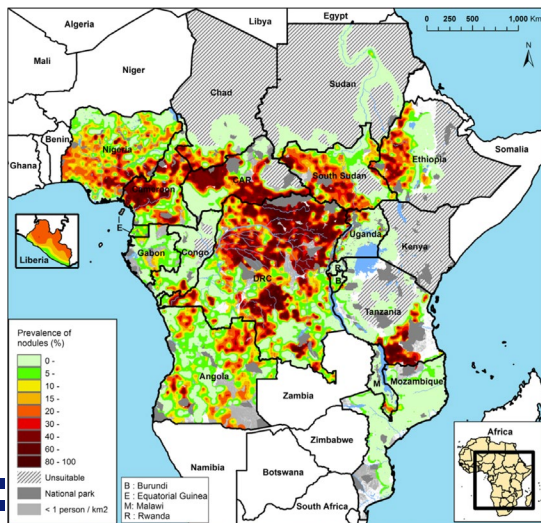 Egypt
0 250 500 1,000 Km
Algeria
Libya
N
Mali
Niger
Chad
Sudan
Benin
Nigeria
Somalia
Ghana
Ethiopia
South Sudan
CAR
Cameroon
E
Uganda
Kenya
Liberia
Gabon
Congo
R
B
DRC
Tanzania
Prevalence of
nodules (%)
0 -
5 -
10 -
15 -
20 -
30 -
40 -
60 -
80 - 100
Unsuitable
National park
< 1 person / km2
Angola
M
Mozambique
Zambia
Zimbabwe
Namibia
Botswana
South Africa
B : Burundi
E : Equatorial Guinea
M: Malawi
R : Rwanda
Africa